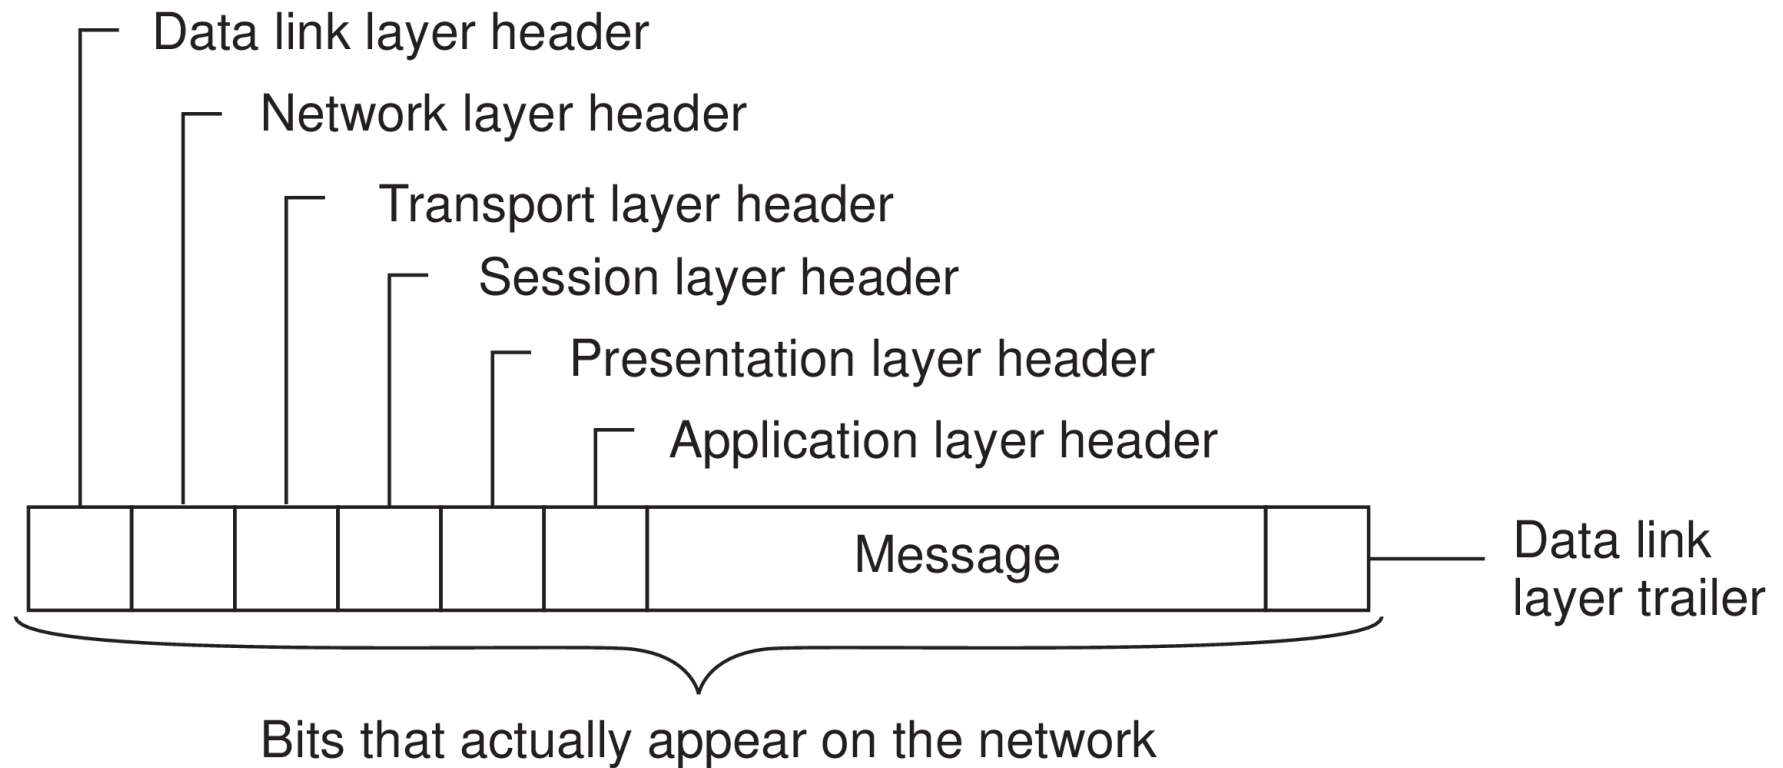 Data link layer header
Network layer header
Transport layer header
Session layer header
Presentation layer header
Application layer header
Message
Data link
layer trailer
Bits that actually appear on the network